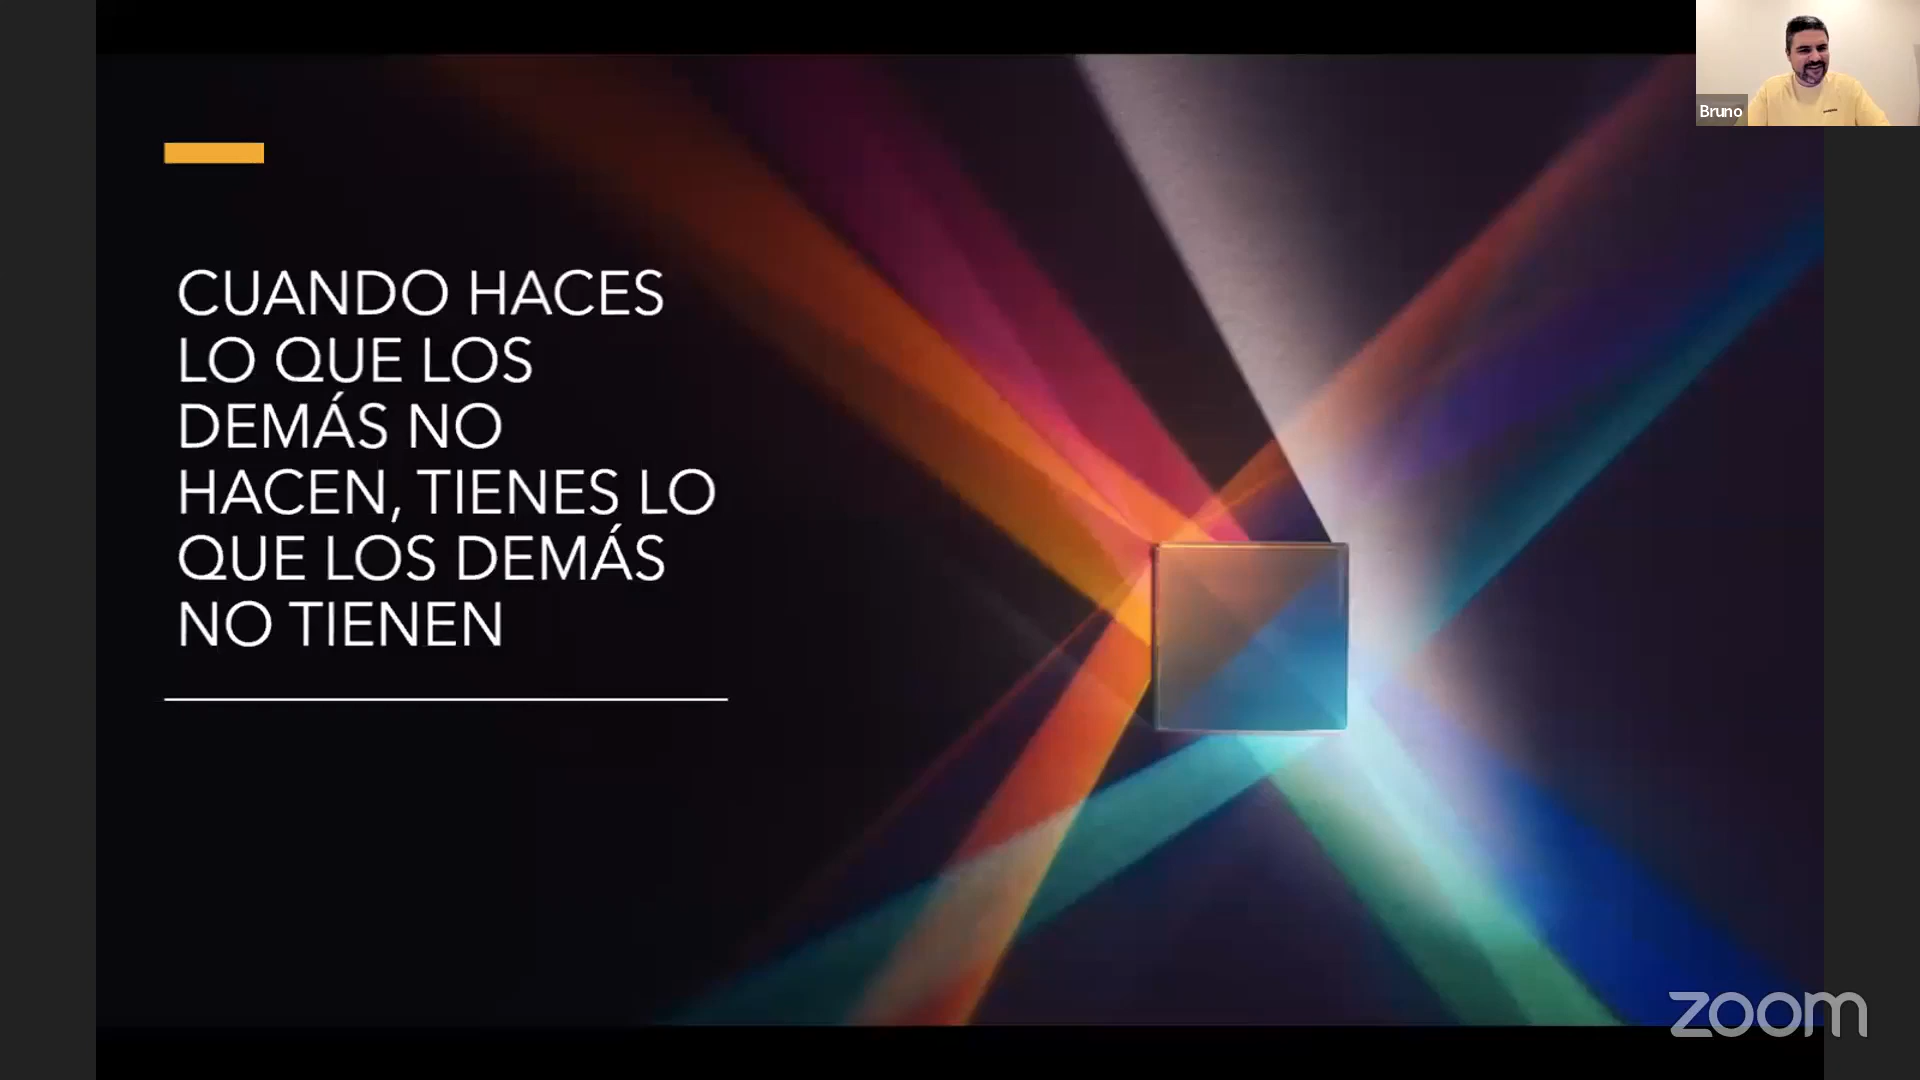 CUANDO HACES
LO QUE LOS
DEMÁS NO
HACEN, TIENES LO
QUE LOS DEMÁS
NO TIENEN
Bruno
zoom